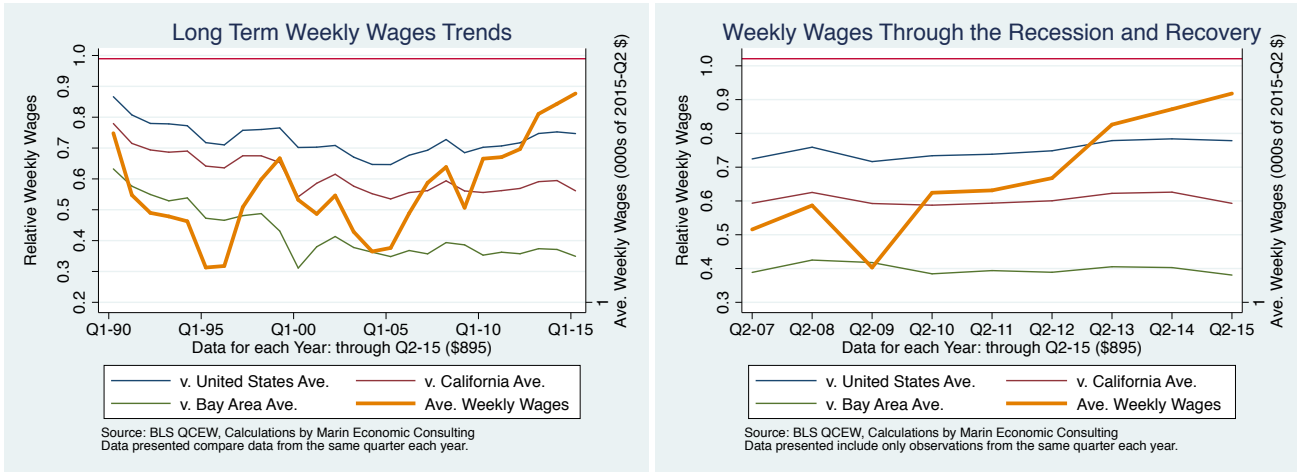 Long Term Weekly Wages Trends
Relative Weekly Wages
1.0
0.9
0.8
0.7
0.6
0.5
0.4
0.3
0.2
1
Ave. Weekly Wages (000s of 2015-Q2 $)
Q1-90 Q1-95 Q1-00 Q1-05 Q1-10 Q1-15
Data for each Year: through Q2-15 ($895)
v. United States Ave. v. California Ave.
v. Bay Area Ave. Ave. Weekly Wages
Source: BLS QCEW, Calculations by Marin Economic Consulting
Data presented compare data from the same quarter each year.
Weekly Wages Through the Recession and Recovery
Relative Weekly Wages
1.0
0.9
0.8
0.7
0.6
0.5
0.4
0.3
1
Ave. Weekly Wages (000s of 2015-Q2 $)
Q2-07 Q2-08 Q2-09 Q2-10 Q2-11 Q2-12 Q2-13 Q2-14 Q2-15
Data for each Year: through Q2-15 ($895)
v. United States Ave. v. California Ave.
v. Bay Area Ave. Ave. Weekly Wages
Source: BLS QCEW, Calculations by Marin Economic Consulting
Data presented include only observations from the same quarter each year.